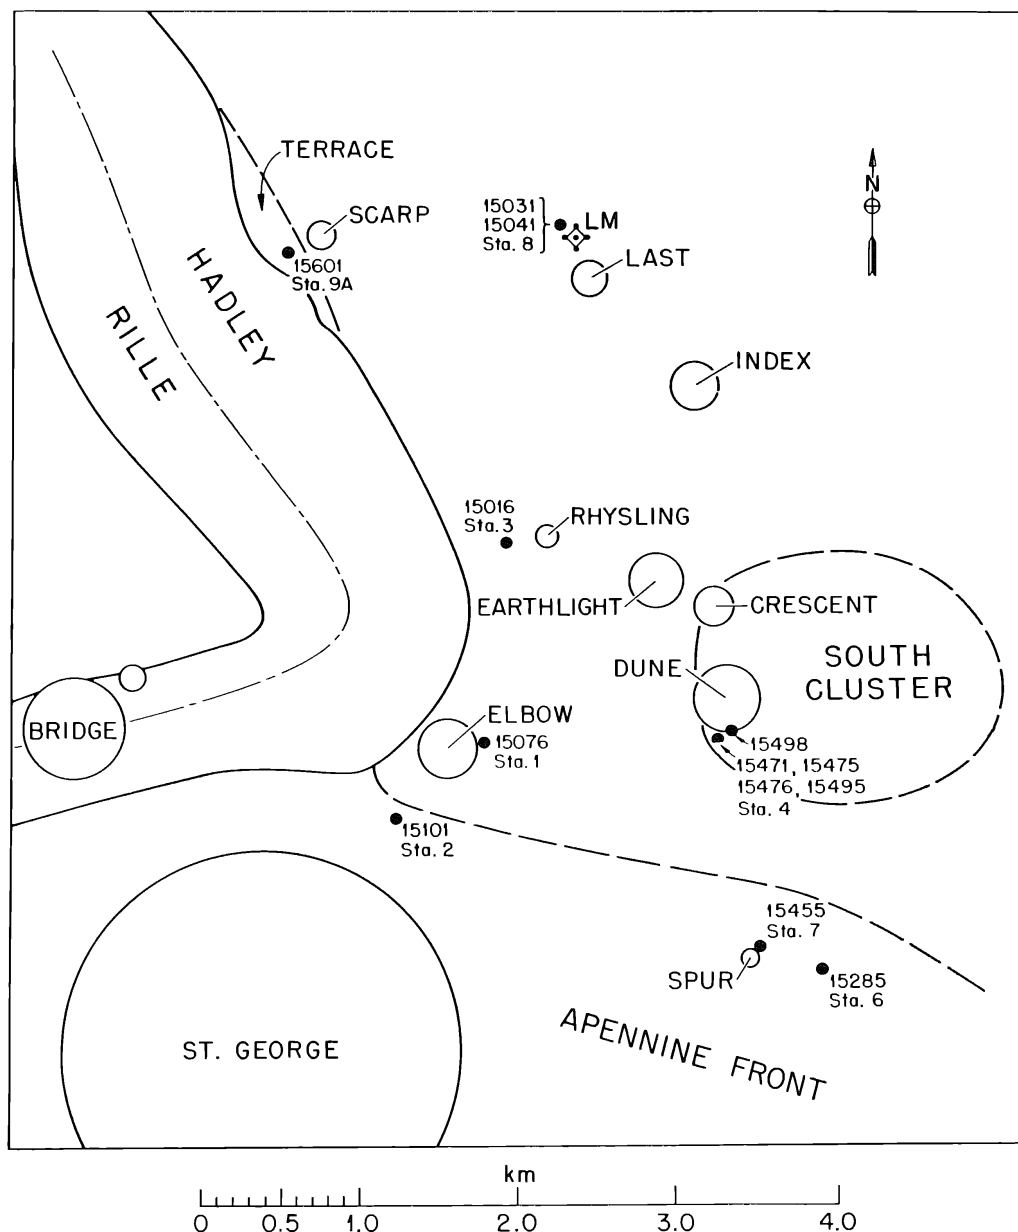 TERRACE
SCARP
15031
15041
Sta. 8
LM
N
15601
Sta. 9A
LAST
HADLEY
RILLE
INDEX
15016
Sta. 3
RHYSLING
EARTHLIGHT
CRESCENT
DUNE
SOUTH
CLUSTER
BRIDGE
ELBOW
15076
Sta. 1
15498
15471, 15475
15476, 15495
Sta. 4
15101
Sta. 2
15455
Sta. 7
SPUR
15285
Sta. 6
APENNINE FRONT
ST. GEORGE
km
0 0.5 1.0 2.0 3.0 4.0